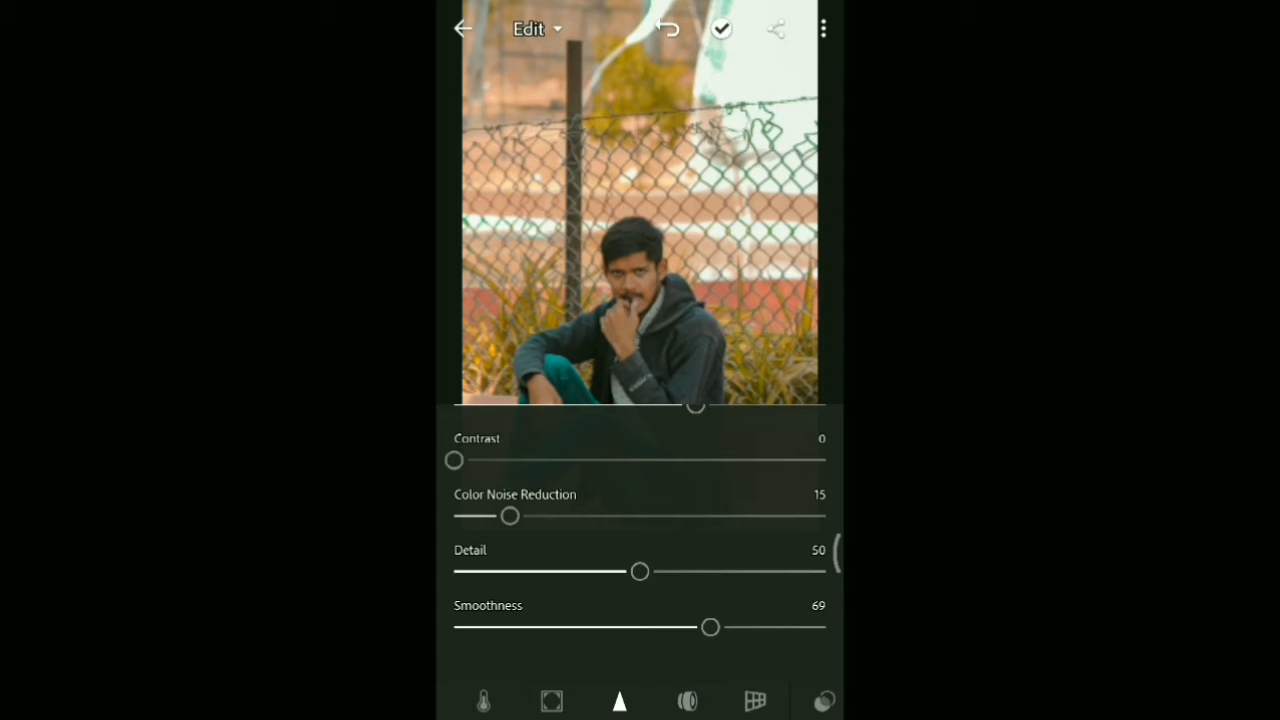 Edit
Contrast 0
Color Noise Reduction 15
Detail 50
Smoothness 69